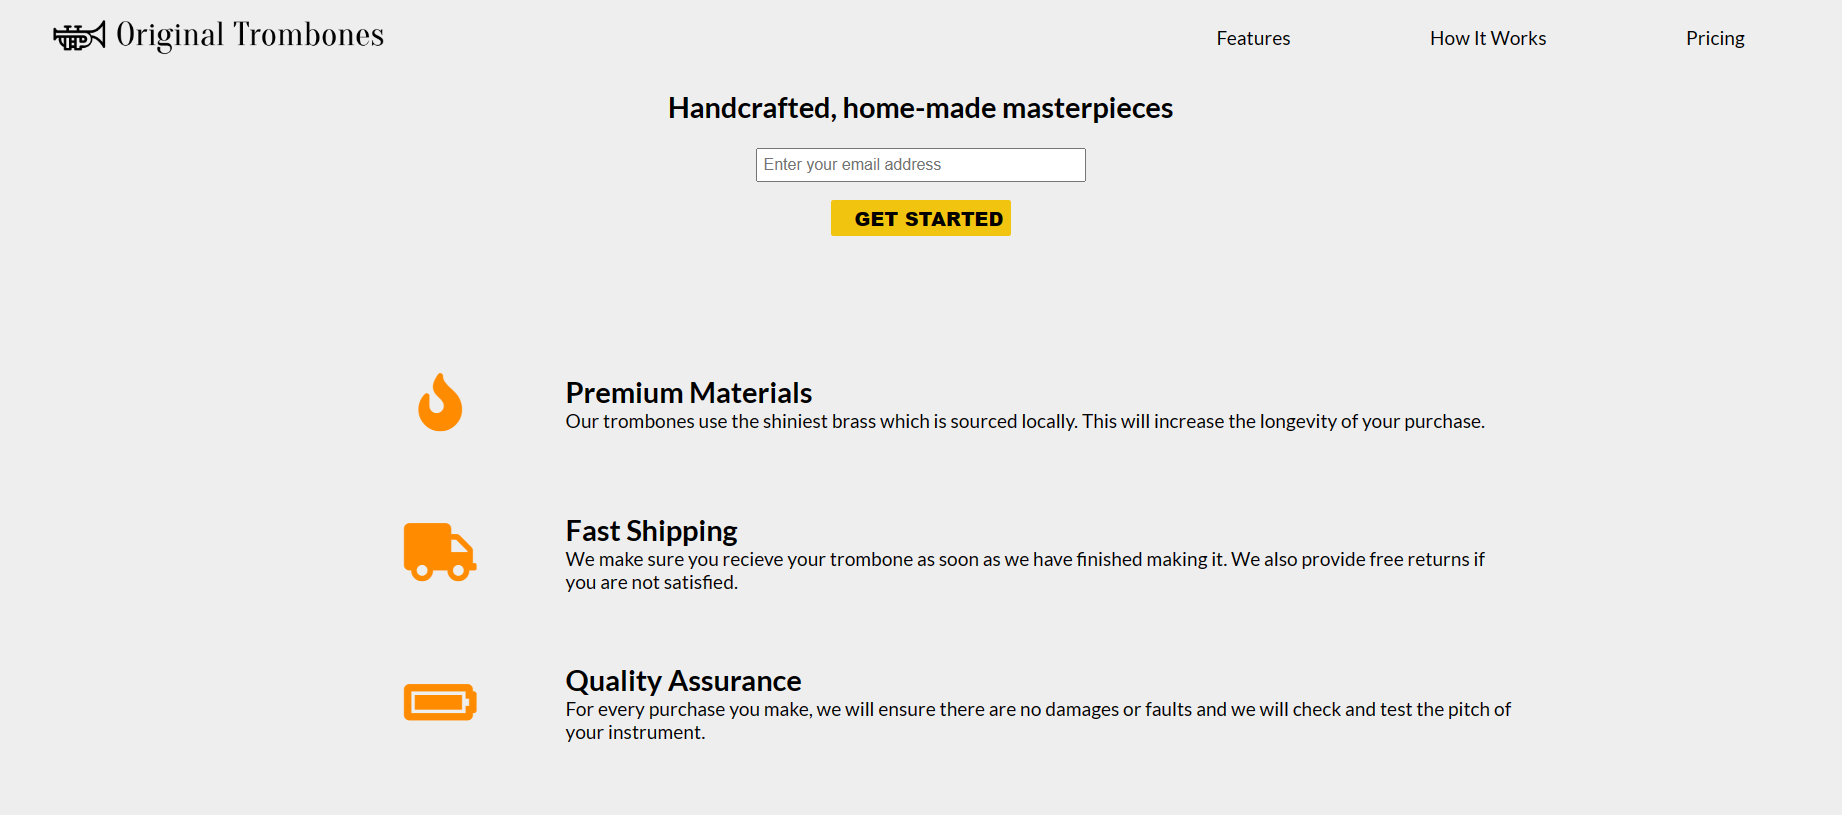 Original Trombones
Features
How It Works
Pricing
Handcrafted, home-made masterpieces
Enter your email address
GET STARTED
Premium Materials
Our trombones use the shiniest brass which is sourced locally. This will increase the longevity of your purchase.
Fast Shipping
We make sure you recieve your trombone as soon as we have finished making it. We also provide free returns if
you are not satisfied.
Quality Assurance
For every purchase you make, we will ensure there are no damages or faults and we will check and test the pitch of
your instrument.